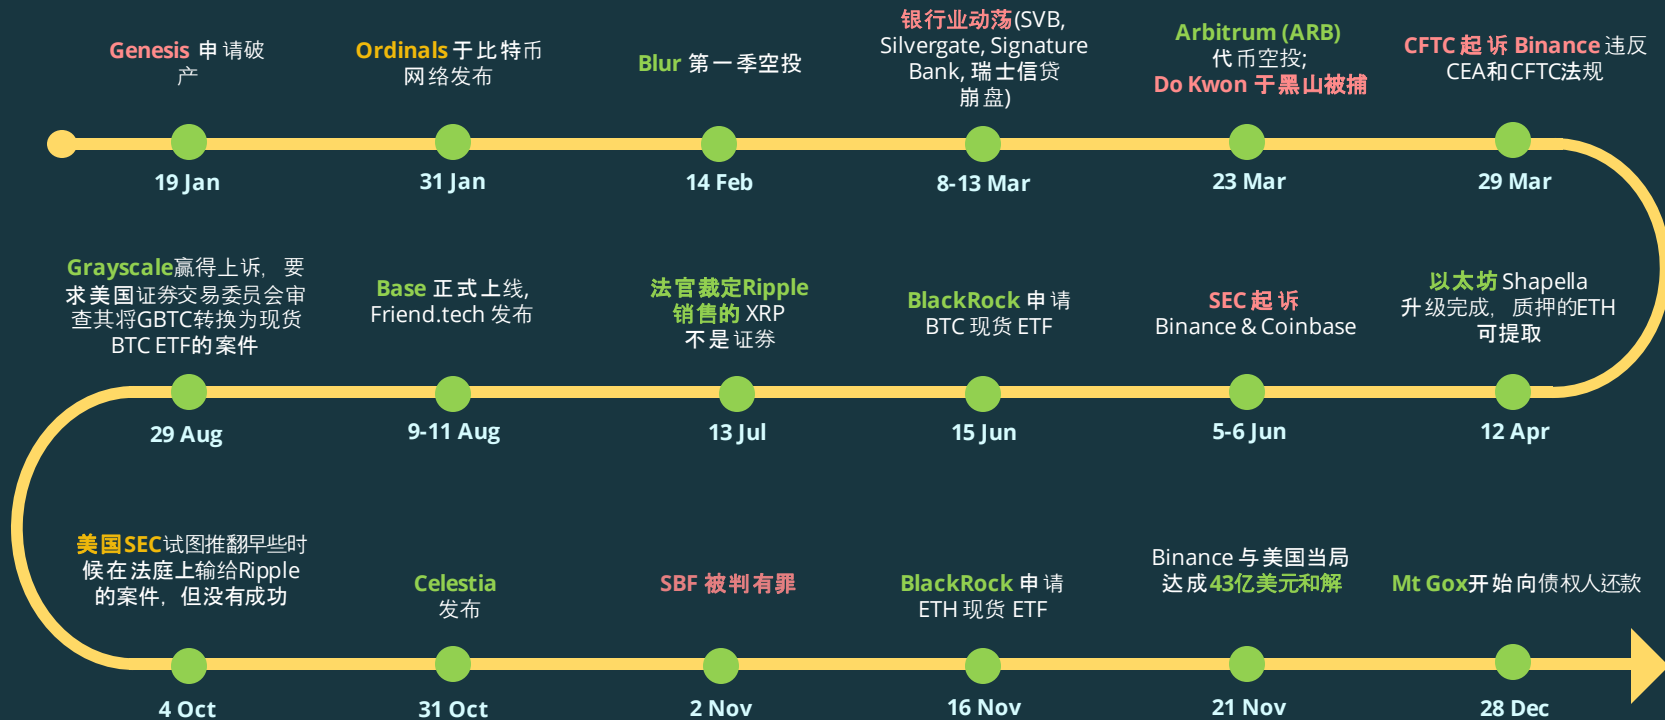 Genesis 申请破
产
19 Jan
Ordinals 于比特币
网络发布
31 Jan
Blur 第一季空投
14 Feb
银行业动荡(SVB,
Silvergate, Signature
Bank, 瑞士信贷
崩盘)
8-13 Mar
Arbitrum (ARB)
代币空投;
Do Kwon 于黑山被捕
23 Mar
CFTC 起诉 Binance 违反
CEA和CFTC法规
29 Mar
以太坊 Shapella
升级完成，质押的ETH
可提取
12 Apr
SEC 起诉
Binance & Coinbase
5-6 Jun
BlackRock 申请
BTC 现货 ETF
15 Jun
法官裁定Ripple
销售的 XRP
不是证券
13 Jul
Base 正式上线,
Friend.tech 发布
9-11 Aug
Grayscale赢得上诉，要
求美国证券交易委员会审
查其将GBTC转换为现货
BTC ETF的案件
29 Aug
美国SEC试图推翻早些时
候在法庭上输给Ripple
的案件，但没有成功
4 Oct
Celestia
发布
31 Oct
SBF 被判有罪
2 Nov
BlackRock 申请
ETH 现货 ETF
16 Nov
Binance 与美国当局
达成43亿美元和解
21 Nov
Mt Gox开始向债权人还款
28 Dec